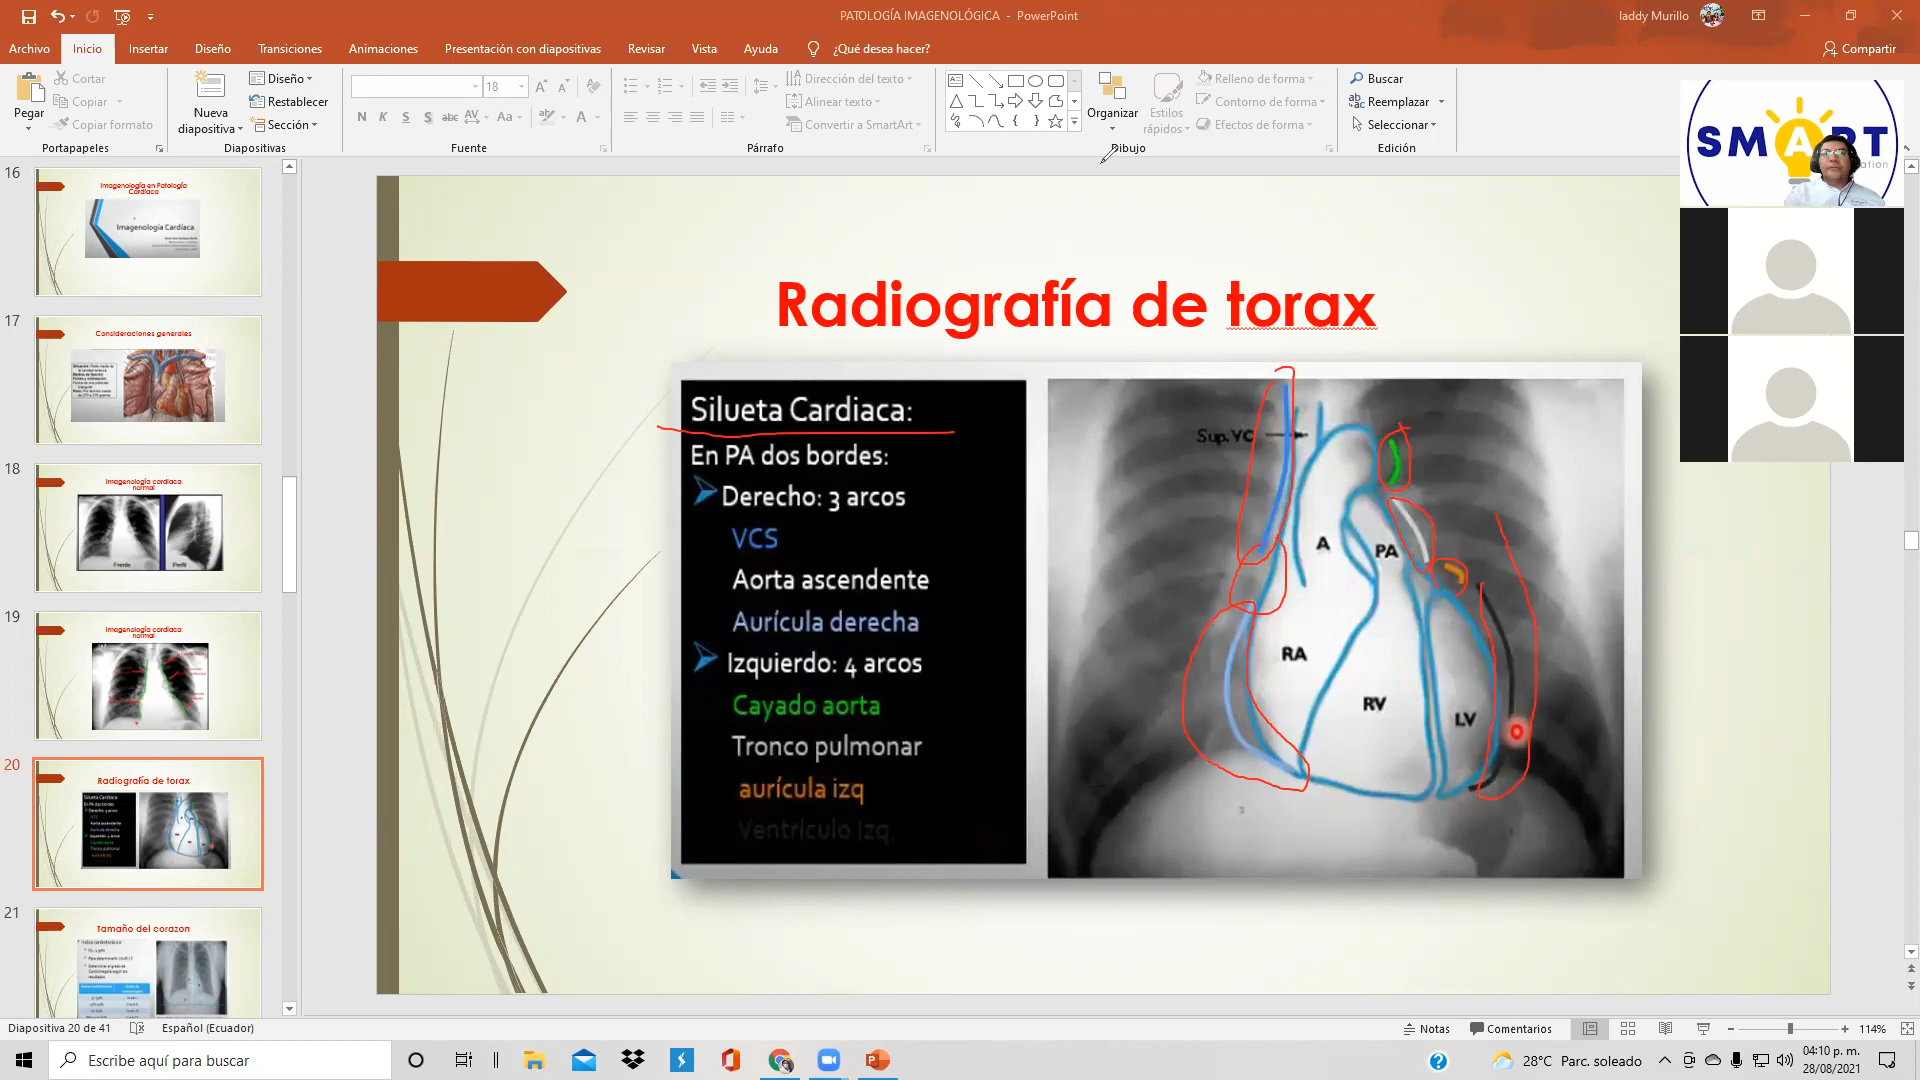 PATOLOGÍA IMAGENOLÓGICA - PowerPoint
laddy Murillo
Archivo Inicio Insertar Diseño Transiciones Animaciones Presentación con diapositivas Revisar Vista Ayuda ¿Qué desea hacer? Compartir
Pegar
Cortar
Copiar
Copiar formato
Portapapeles
Nueva diapositiva
Diseño
Restablecer
Sección
Diapositivas
18
N K S S abc AV Aa A
Fuente
Dirección del texto
Alinear texto
Convertir a SmartArt
Párrafo
Organizar
Estilos rápidos
Relleno de forma
Contorno de forma
Efectos de forma
Dibujo
Buscar
Reemplazar
Seleccionar
Edición
SMART
16
Imagenología en Patología
Cardiaca
Imagenología Cardíaca
17
Consideraciones generales
18
Imagenología cardiaca
normal
Frente Perfil
19
Imagenología cardiaca
normal
20
Radiografía de torax
Silueta Cardiaca:
21
Tamaño del corazon
Radiografía de torax
Silueta Cardiaca:
En PA dos bordes:
Derecho: 3 arcos
VCS
Aorta ascendente
Aurícula derecha
Izquierdo: 4 arcos
Cayado aorta
Tronco pulmonar
aurícula izq
Ventrículo Izq.
Sup. VC
A
PA
RA
RV
LV
Diapositiva 20 de 41 Español (Ecuador) Notas Comentarios 114%
Escribe aquí para buscar
28°C Parc. soleado
04:10 p. m.
28/08/2021